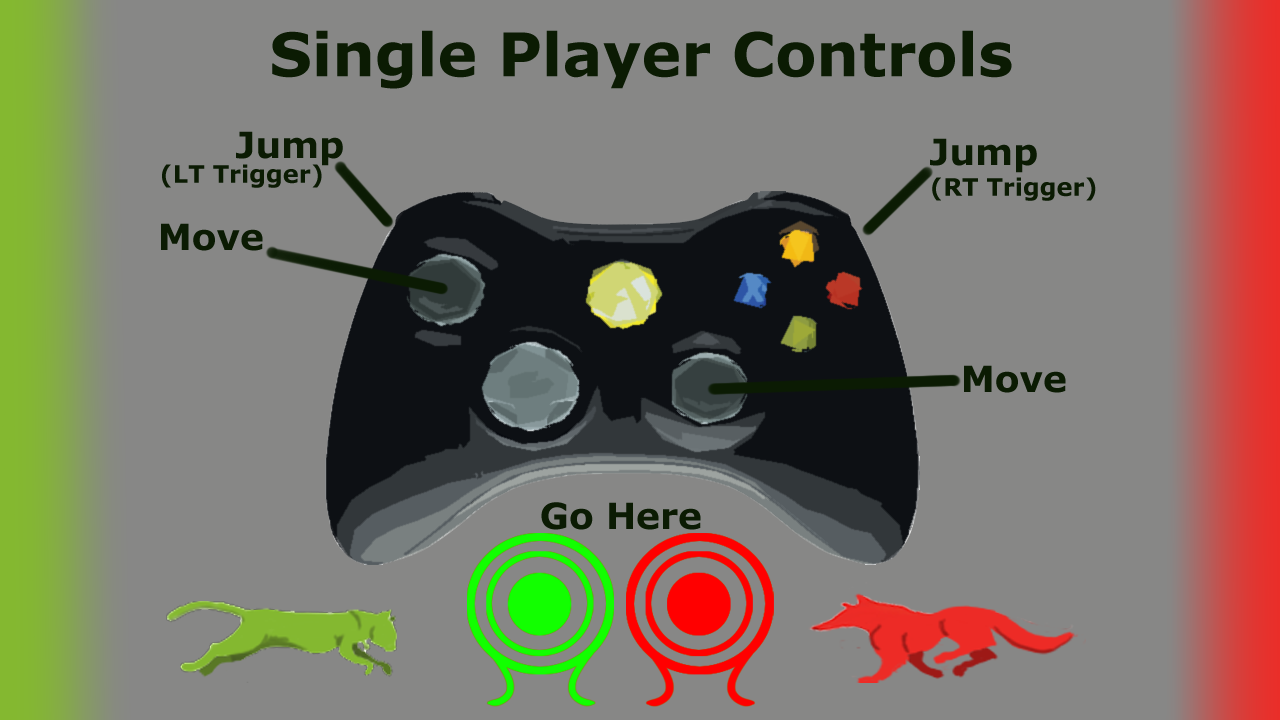 Single Player Controls
Jump
(LT Trigger)
Move
Jump
(RT Trigger)
Move
Go Here